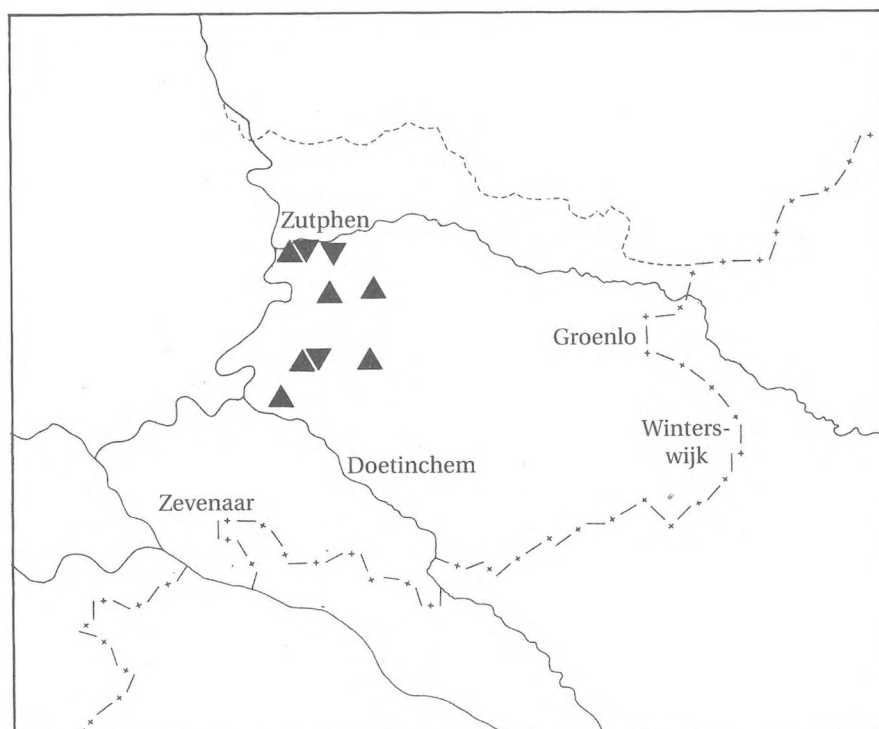 Zutphen
Groenlo
Winters-
wijk
Doetinchem
Zevenaar